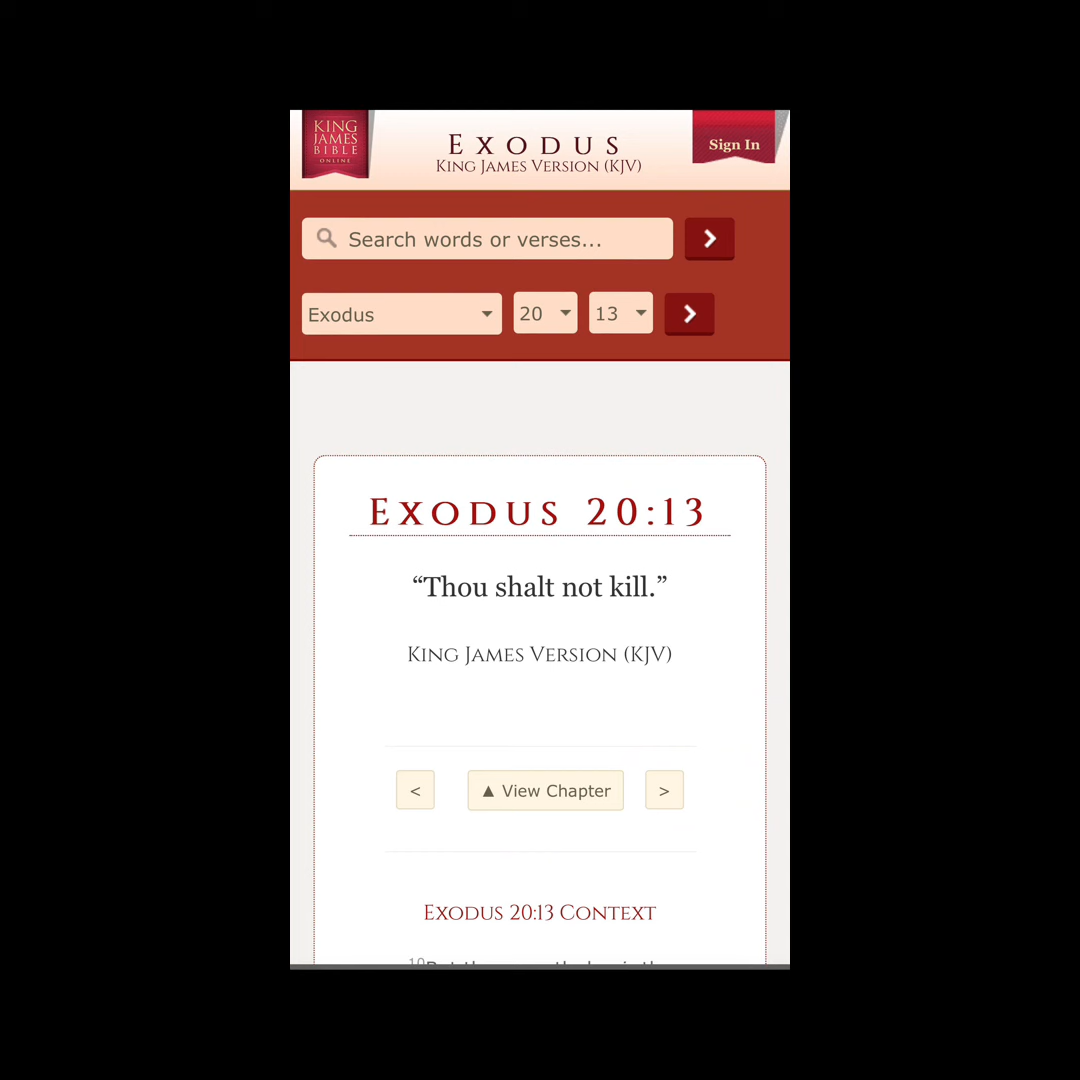 KING
JAMES
BIBLE
ONLINE
EXODUS
KING JAMES VERSION (KJV)
Sign In
Search words or verses...
Exodus
20
13
EXODUS 20:13
“Thou shalt not kill.”
KING JAMES VERSION (KJV)
<
▲ View Chapter
>
EXODUS 20:13 CONTEXT